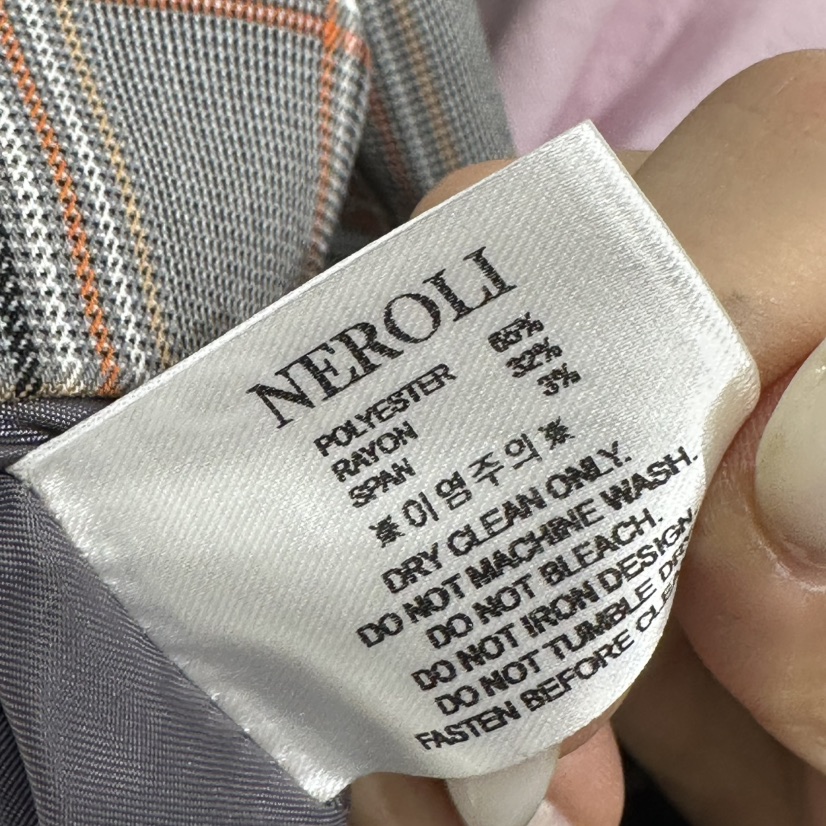 NEROLI
POLYESTER 65%
RAYON 32%
SPAN 3%
※이염주의※
DRY CLEAN ONLY.
DO NOT MACHINE WASH.
DO NOT BLEACH.
DO NOT IRON DESIGN
DO NOT TUMBLE
FASTEN BEFORE